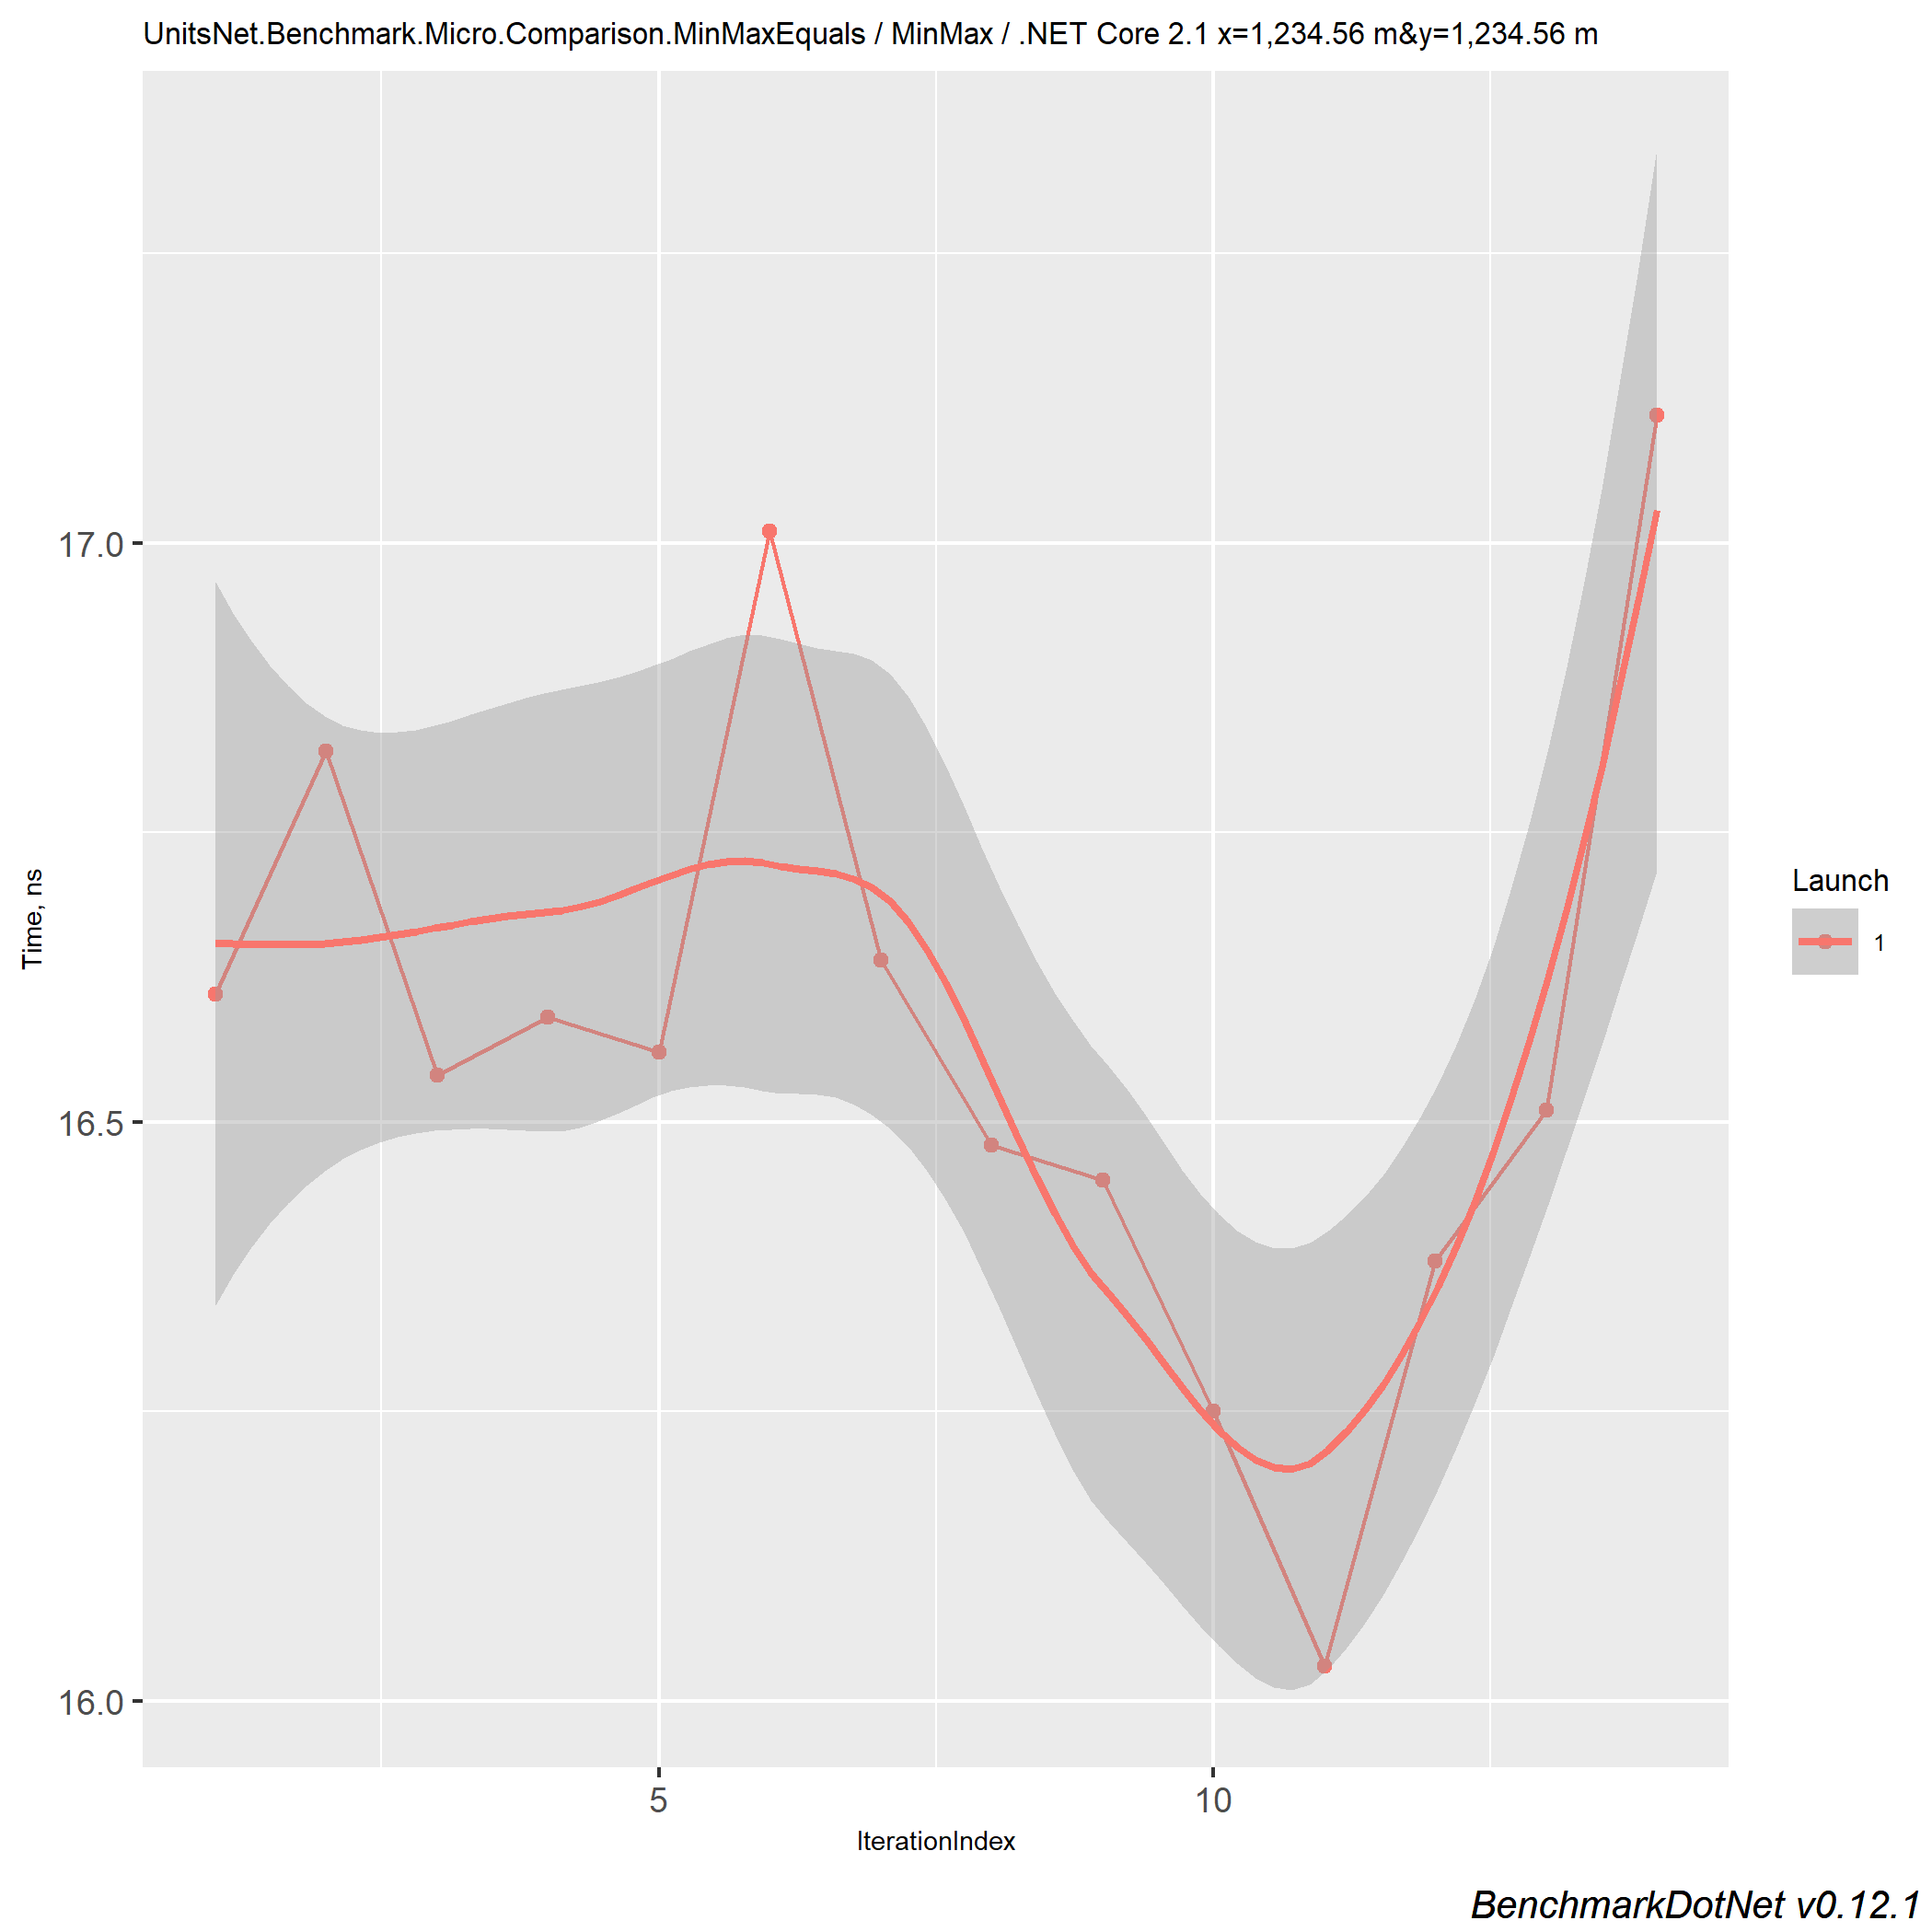 UnitsNet.Benchmark.Micro.Comparison.MinMaxEquals / MinMax / .NET Core 2.1 x=1,234.56 m&y=1,234.56 m
17.0
16.5
16.0
Time, ns
5
10
IterationIndex
Launch
1
BenchmarkDotNet v0.12.1